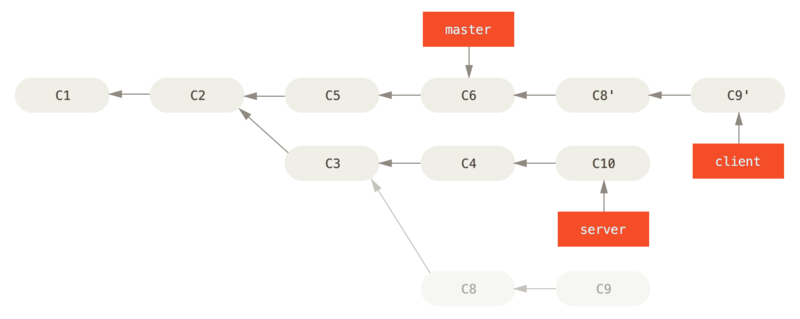 master
C1
C2
C5
C6
C8'
C9'
C3
C4
C10
client
server
C8
C9